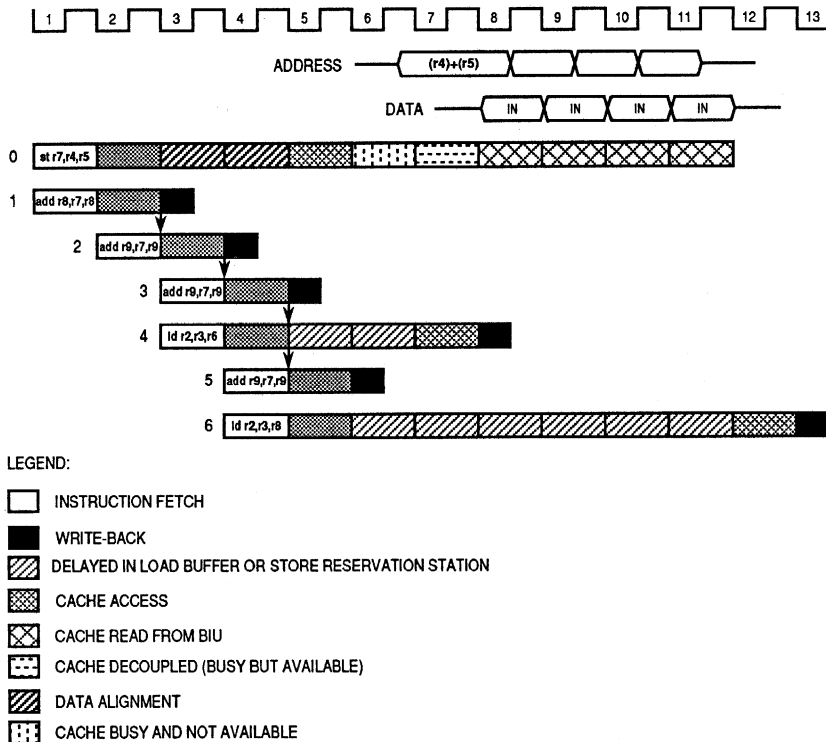 1 2 3 4 5 6 7 8 9 10 11 12 13
ADDRESS (r4)+(r5)
DATA IN IN IN IN
0 st r7,r4,r5
1 add r8,r7,r8
2 add r9,r7,r9
3 add r9,r7,r9
4 ld r2,r3,r6
5 add r9,r7,r9
6 ld r2,r3,r8
LEGEND:
INSTRUCTION FETCH
WRITE-BACK
DELAYED IN LOAD BUFFER OR STORE RESERVATION STATION
CACHE ACCESS
CACHE READ FROM BIU
CACHE DECOUPLED (BUSY BUT AVAILABLE)
DATA ALIGNMENT
CACHE BUSY AND NOT AVAILABLE